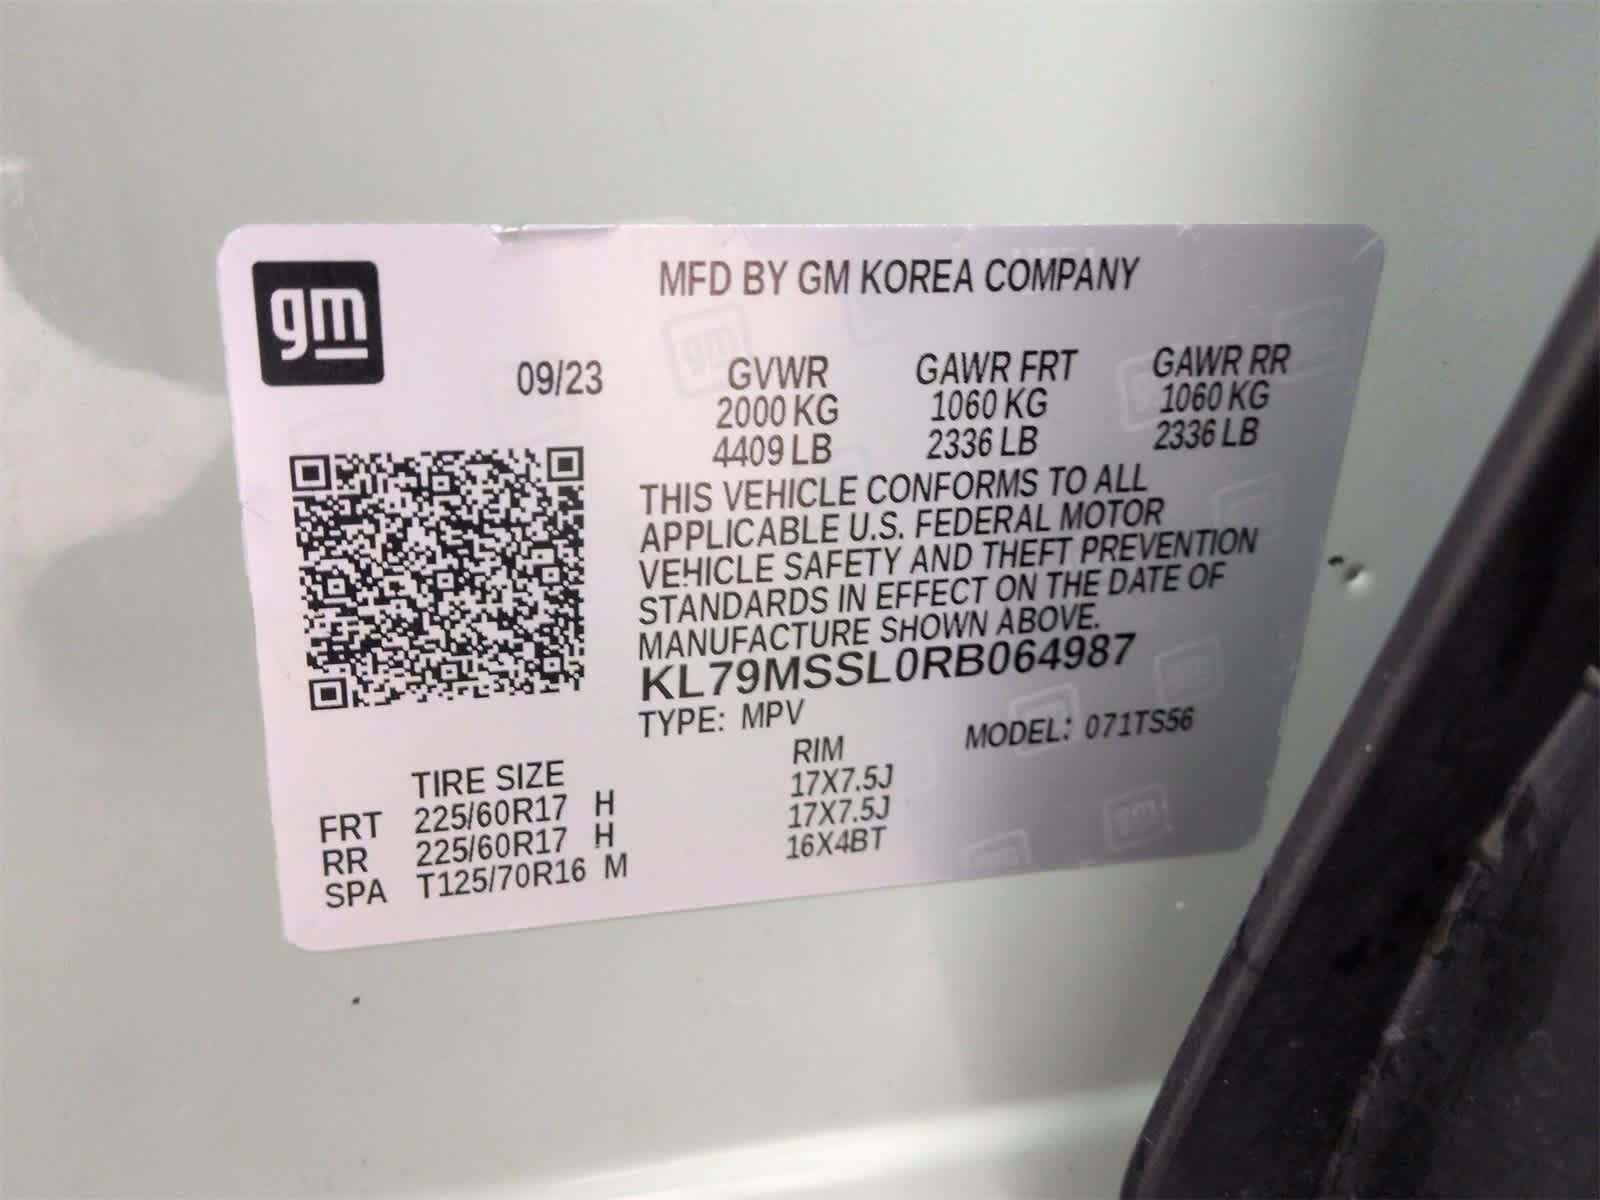 gm
MFD BY GM KOREA COMPANY
09/23 GVWR GAWR FRT GAWR RR
2000 KG 1060 KG 1060 KG
4409 LB 2336 LB 2336 LB
THIS VEHICLE CONFORMS TO ALL
APPLICABLE U.S. FEDERAL MOTOR
VEHICLE SAFETY AND THEFT PREVENTION
STANDARDS IN EFFECT ON THE DATE OF
MANUFACTURE SHOWN ABOVE.
KL79MSSL0RB064987
TYPE: MPV MODEL: 071TS56
TIRE SIZE RIM
FRT 225/60R17 H 17X7.5J
RR 225/60R17 H 17X7.5J
SPA T125/70R16 M 16X4BT